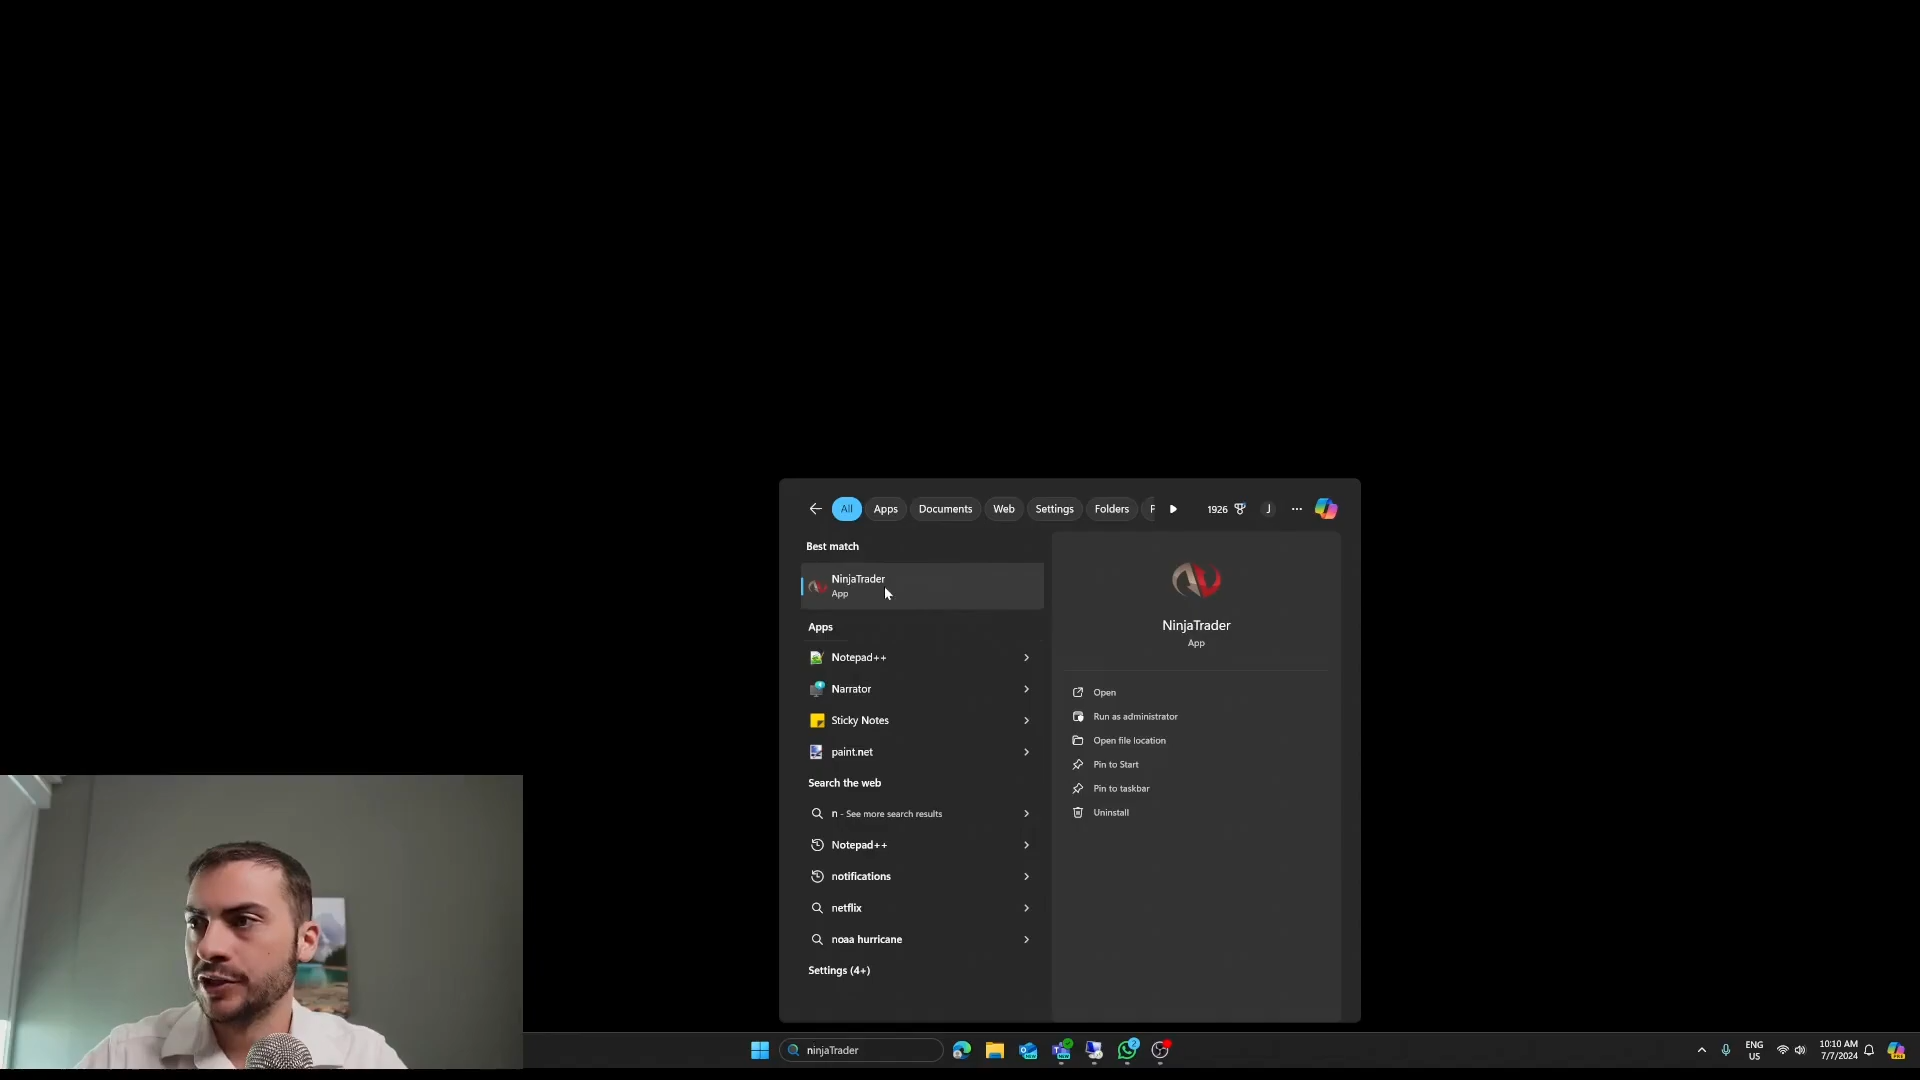 All
Apps
Documents
Web
Settings
Folders
1926
J
Best match
NinjaTrader
App
Apps
Notepad++
Narrator
Sticky Notes
paint.net
Search the web
n - See more search results
Notepad++
notifications
netflix
noaa hurricane
Settings (4+)
NinjaTrader
App
Open
Run as administrator
Open file location
Pin to Start
Pin to taskbar
Uninstall
ninjaTrader
ENG
US
10:10 AM
7/7/2024